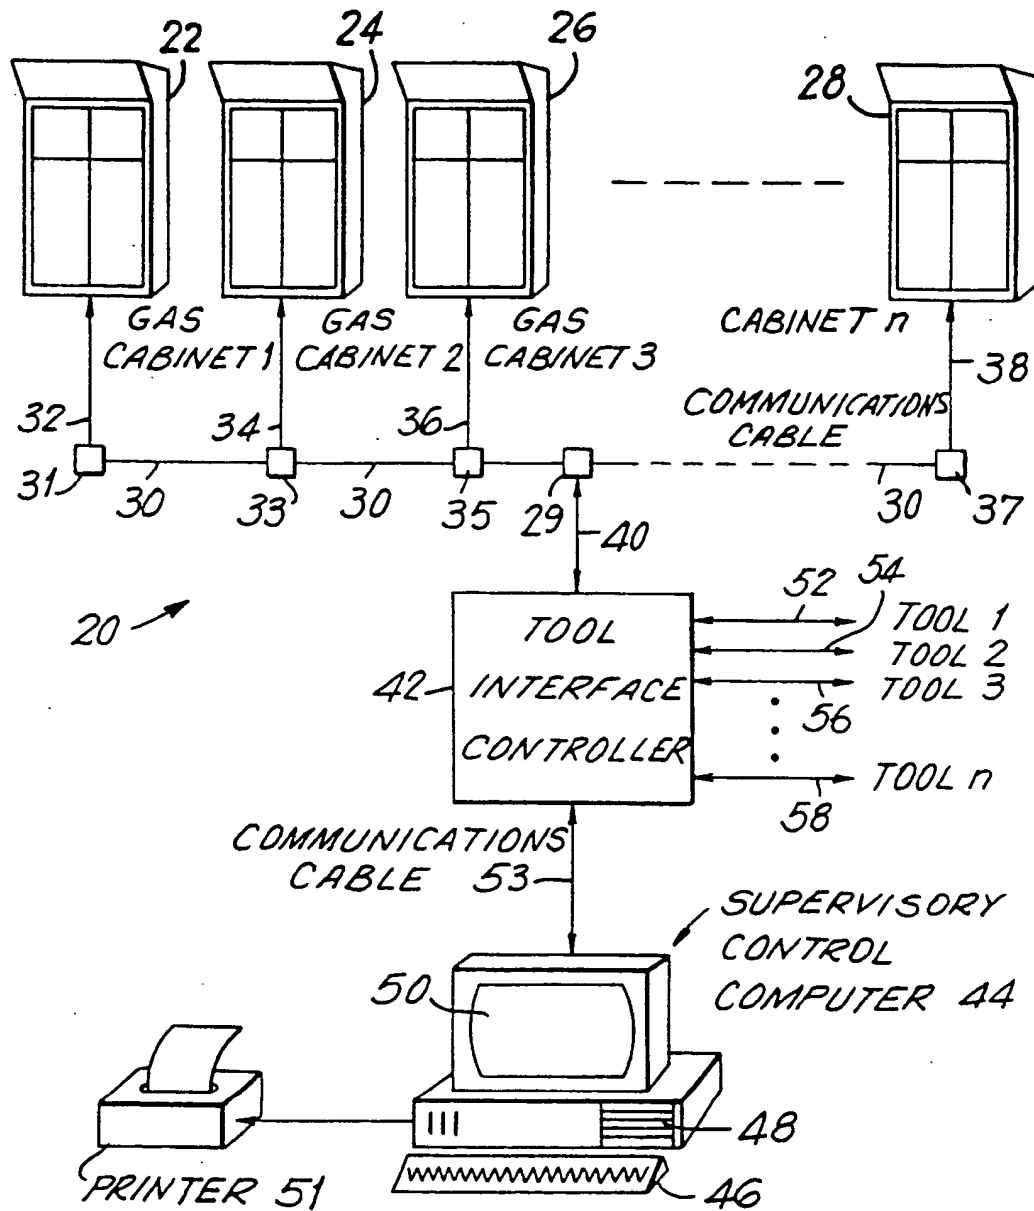 22
24
26
28
GAS
CABINET 1
GAS
CABINET 2
GAS
CABINET 3
CABINET n
38
32
34
36
COMMUNICATIONS
CABLE
31
30
33
30
35
29
40
30
37
20
42
TOOL
INTERFACE
CONTROLLER
52
54
TOOL 1
TOOL 2
TOOL 3
56
TOOL n
58
COMMUNICATIONS
CABLE 53
SUPERVISORY
CONTROL
COMPUTER 44
50
48
PRINTER 51
46